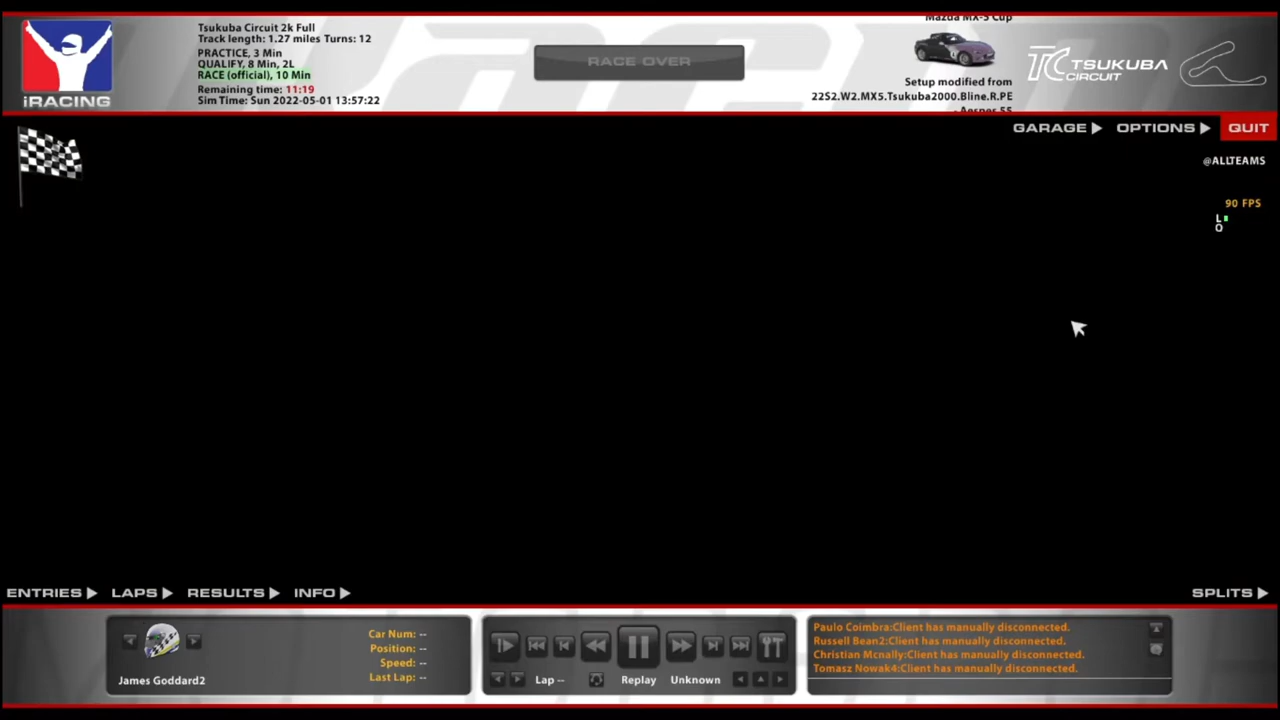 iRACING
Tsukuba Circuit 2k Full
Track length: 1.27 miles Turns: 12
PRACTICE, 3 Min
QUALIFY, 8 Min, 2L
RACE (official), 10 Min
Remaining time: 11:19
Sim Time: Sun 2022-05-01 13:57:22
RACE OVER
Mazda MX-5 Cup
Setup modified from
22S2.W2.MX5.Tsukuba2000.Bline.R.PE
TC TSUKUBA
CIRCUIT
GARAGE
OPTIONS
QUIT
@ALLTEAMS
90 FPS
L
O
ENTRIES
LAPS
RESULTS
INFO
SPLITS
James Goddard2
Car Num: --
Position: --
Speed: --
Last Lap: --
Lap --
Replay
Unknown
Paulo Coimbra:Client has manually disconnected.
Russell Bean2:Client has manually disconnected.
Christian Mcnally:Client has manually disconnected.
Tomasz Nowak4:Client has manually disconnected.